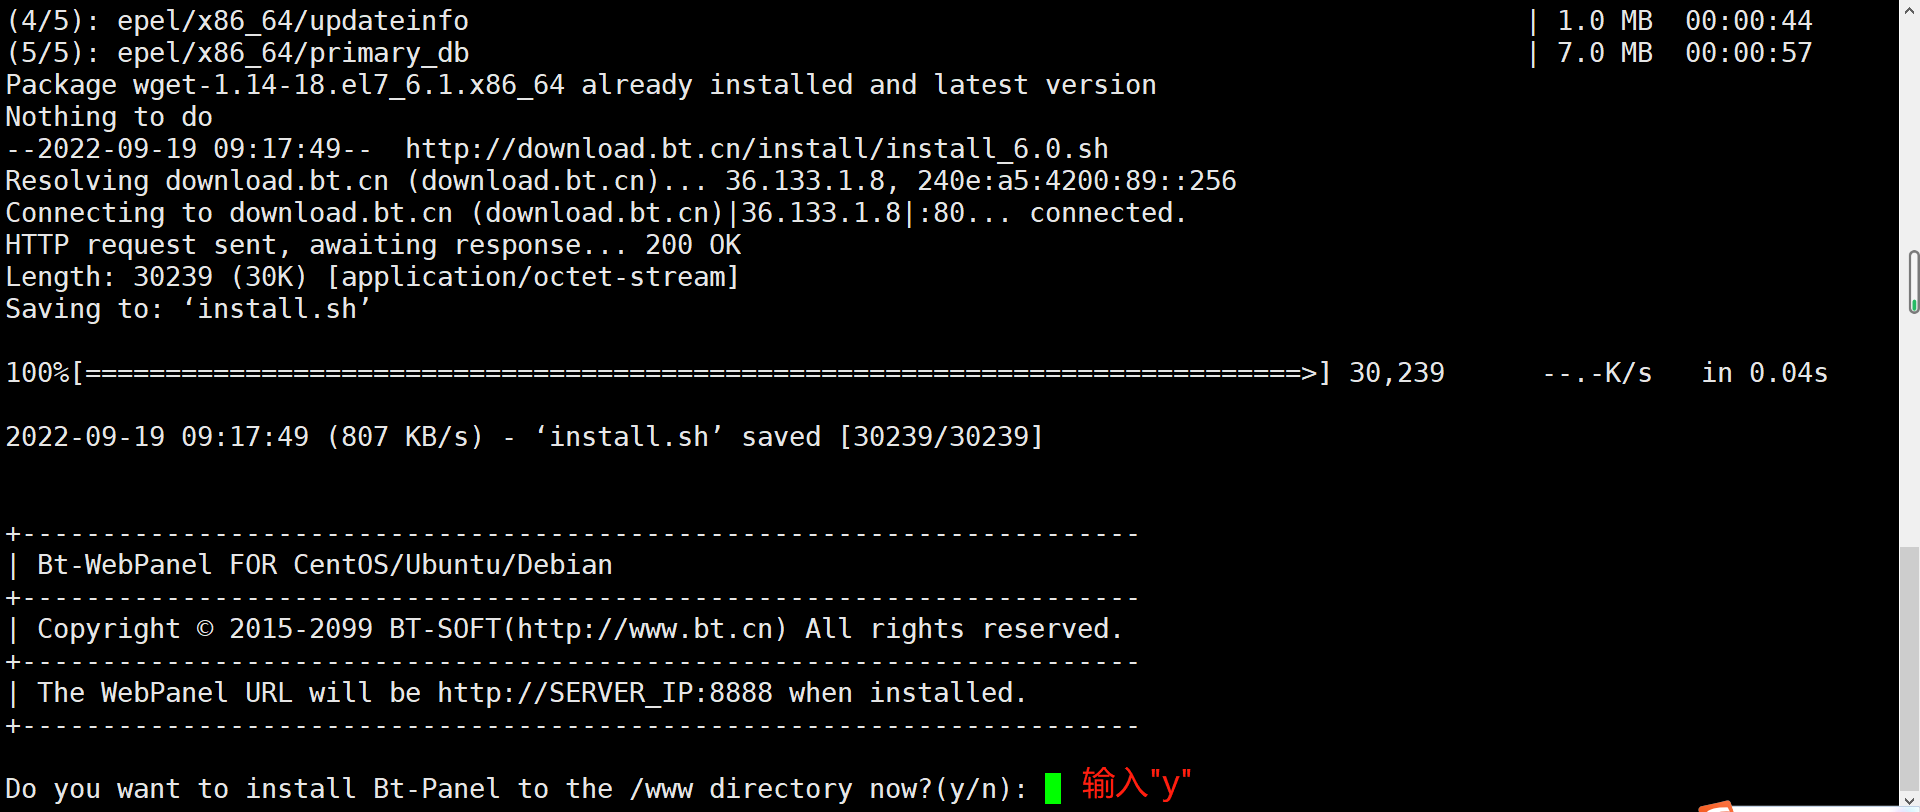 (4/5): epel/x86_64/updateinfo | 1.0 MB 00:00:44
(5/5): epel/x86_64/primary_db | 7.0 MB 00:00:57
Package wget-1.14-18.el7_6.1.x86_64 already installed and latest version
Nothing to do
--2022-09-19 09:17:49-- http://download.bt.cn/install/install_6.0.sh
Resolving download.bt.cn (download.bt.cn)... 36.133.1.8, 240e:a5:4200:89::256
Connecting to download.bt.cn (download.bt.cn)|36.133.1.8|:80... connected.
HTTP request sent, awaiting response... 200 OK
Length: 30239 (30K) [application/octet-stream]
Saving to: ‘install.sh’
100%[============================================================================>] 30,239 --.-K/s in 0.04s
2022-09-19 09:17:49 (807 KB/s) - ‘install.sh’ saved [30239/30239]
+----------------------------------------------------------------------
| Bt-WebPanel FOR CentOS/Ubuntu/Debian
+----------------------------------------------------------------------
| Copyright © 2015-2099 BT-SOFT(http://www.bt.cn) All rights reserved.
+----------------------------------------------------------------------
| The WebPanel URL will be http://SERVER_IP:8888 when installed.
+----------------------------------------------------------------------
Do you want to install Bt-Panel to the /www directory now?(y/n): 输入"y"